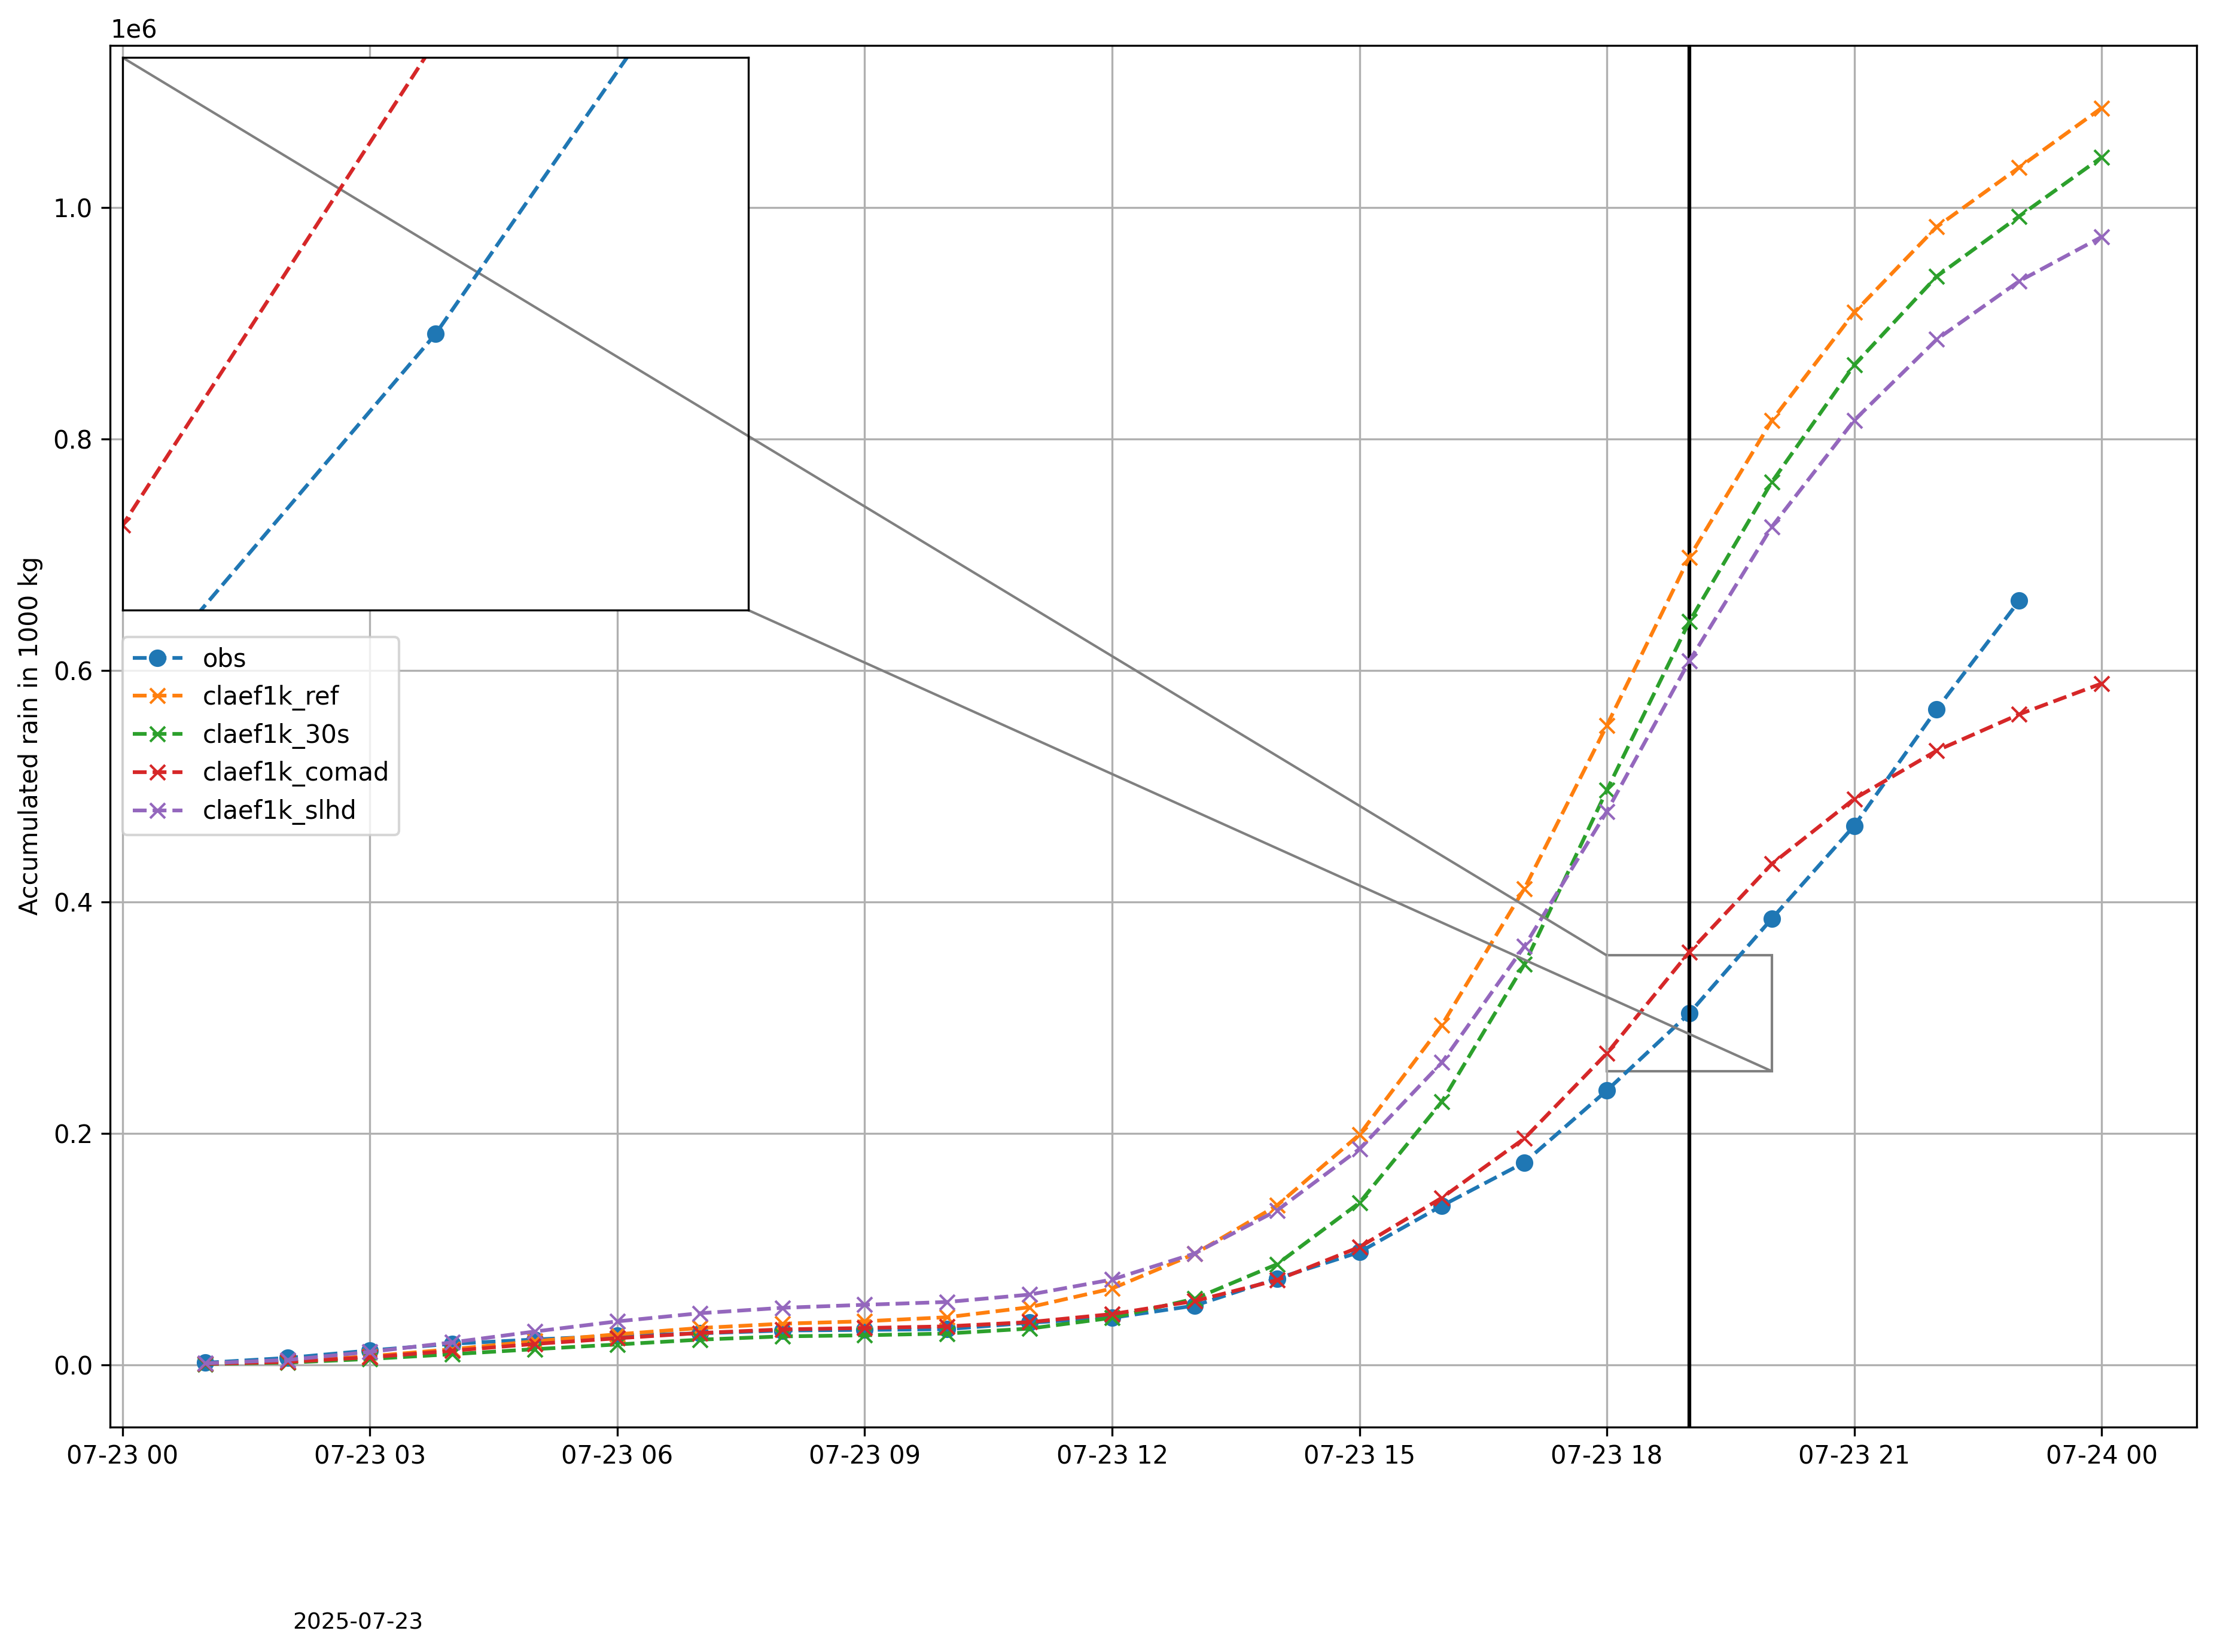 1e6
1.0
0.8
0.6
0.4
0.2
0.0
Accumulated rain in 1000 kg
obs
claef1k_ref
claef1k_30s
claef1k_comad
claef1k_slhd
07-23 00 07-23 03 07-23 06 07-23 09 07-23 12 07-23 15 07-23 18 07-23 21 07-24 00
2025-07-23